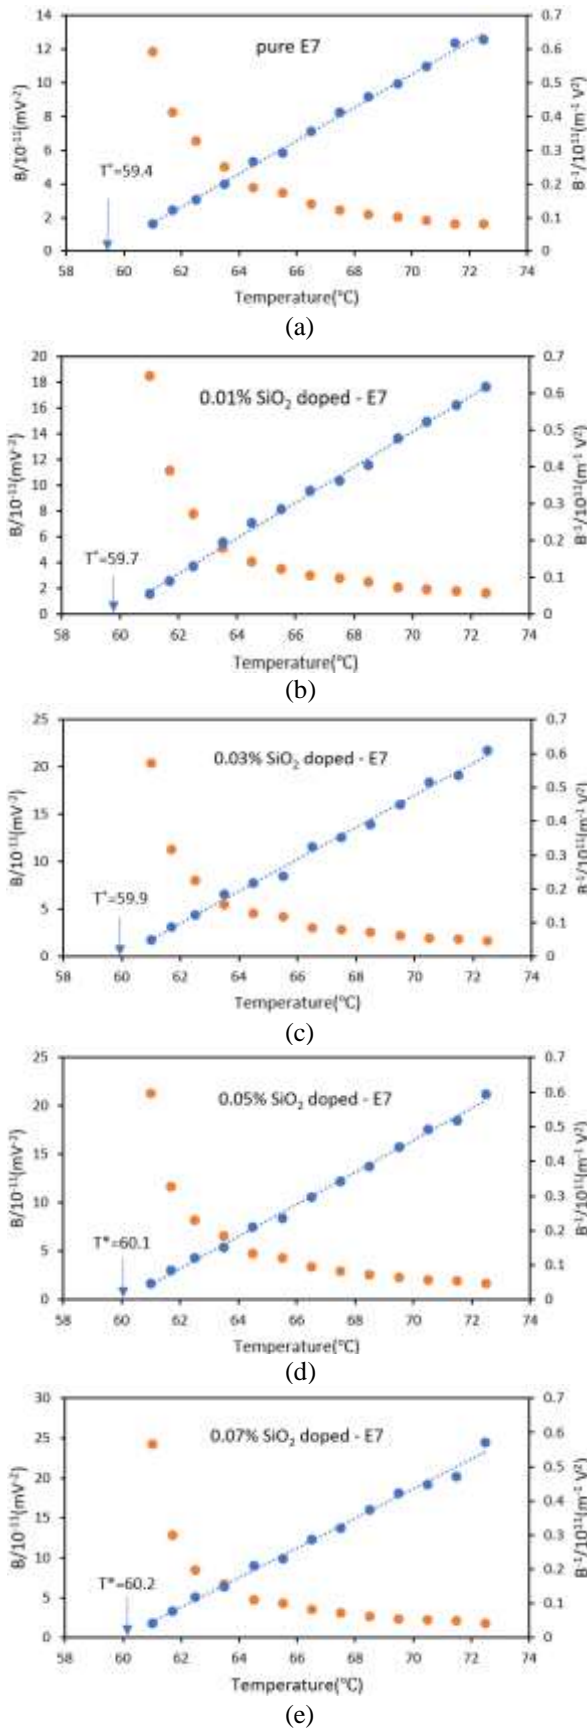 pure E7
B/10⁻¹¹(mV⁻²)
14
12
10
8
6
4
2
0
T*=59.4
58 60 62 64 66 68 70 72 74
0.7
0.6
0.5
0.4
0.3
0.2
0.1
0
B⁻¹/10¹¹(m⁻¹ V²)
Temperature(°C)
(a)
0.01% SiO₂ doped - E7
B/10⁻¹¹(mV⁻²)
20
18
16
14
12
10
8
6
4
2
0
T*=59.7
58 60 62 64 66 68 70 72 74
0.7
0.6
0.5
0.4
0.3
0.2
0.1
0
B⁻¹/10¹¹(m⁻¹ V²)
Temperature(°C)
(b)
0.03% SiO₂ doped - E7
B/10⁻¹¹(mV⁻²)
25
20
15
10
5
0
T*=59.9
58 60 62 64 66 68 70 72 74
0.7
0.6
0.5
0.4
0.3
0.2
0.1
0
B⁻¹/10¹¹(m⁻¹ V²)
Temperature(°C)
(c)
0.05% SiO₂ doped - E7
B/10⁻¹¹(mV⁻²)
25
20
15
10
5
0
T*=60.1
58 60 62 64 66 68 70 72 74
0.7
0.6
0.5
0.4
0.3
0.2
0.1
0
B⁻¹/10¹¹(m⁻¹ V²)
Temperature(°C)
(d)
0.07% SiO₂ doped - E7
B/10⁻¹¹(mV⁻²)
30
25
20
15
10
5
0
T*=60.2
58 60 62 64 66 68 70 72 74
0.7
0.6
0.5
0.4
0.3
0.2
0.1
0
B⁻¹/10¹¹(m⁻¹ V²)
Temperature(°C)
(e)